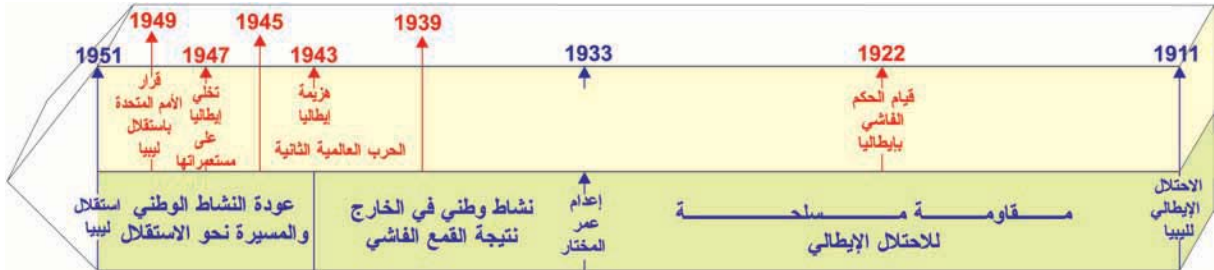 1911
1922
1933
1939
1943
1945
1947
1949
1951
قيام الحكم
الفاشي
بإيطاليا
هزيمة
إيطاليا
الحرب العالمية الثانية
تخلي
إيطاليا
على
مستعمراتها
قرار
الأمم المتحدة
باستقلال
ليبيا
الاحتلال
الإيطالي
لليبيا
مـــــقـــاومـــــــة مــــــــسلحــــــــــة
للاحتلال الإيطالي
إعدام
عمر
المختار
نشاط وطني في الخارج
نتيجة القمع الفاشي
عودة النشاط الوطني
والمسيرة نحو الاستقلال
استقلال
ليبيا